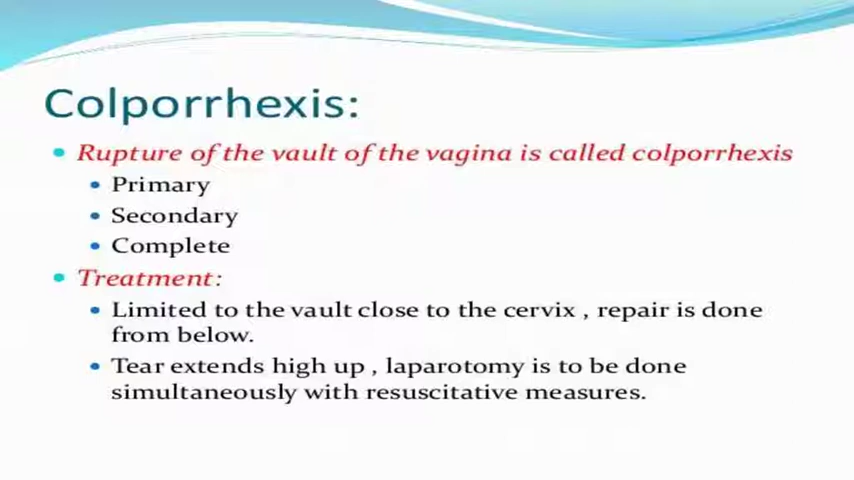 Colporrhexis:
Rupture of the vault of the vagina is called colporrhexis
Primary
Secondary
Complete
Treatment:
Limited to the vault close to the cervix , repair is done
from below.
Tear extends high up , laparotomy is to be done
simultaneously with resuscitative measures.